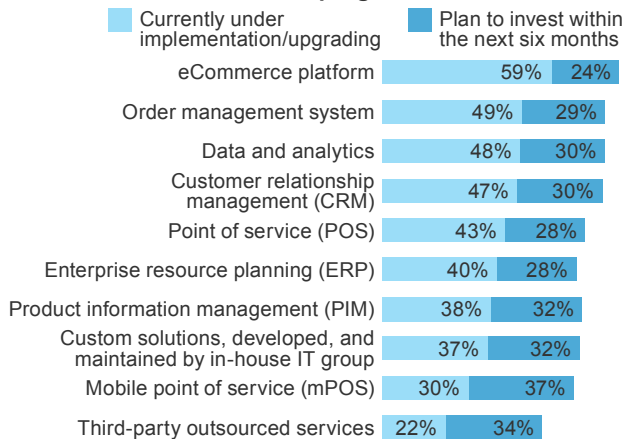 Currently under
implementation/upgrading
Plan to invest within
the next six months
eCommerce platform 59% 24%
Order management system 49% 29%
Data and analytics 48% 30%
Customer relationship
management (CRM) 47% 30%
Point of service (POS) 43% 28%
Enterprise resource planning (ERP) 40% 28%
Product information management (PIM) 38% 32%
Custom solutions, developed, and
maintained by in-house IT group 37% 32%
Mobile point of service (mPOS) 30% 37%
Third-party outsourced services 22% 34%